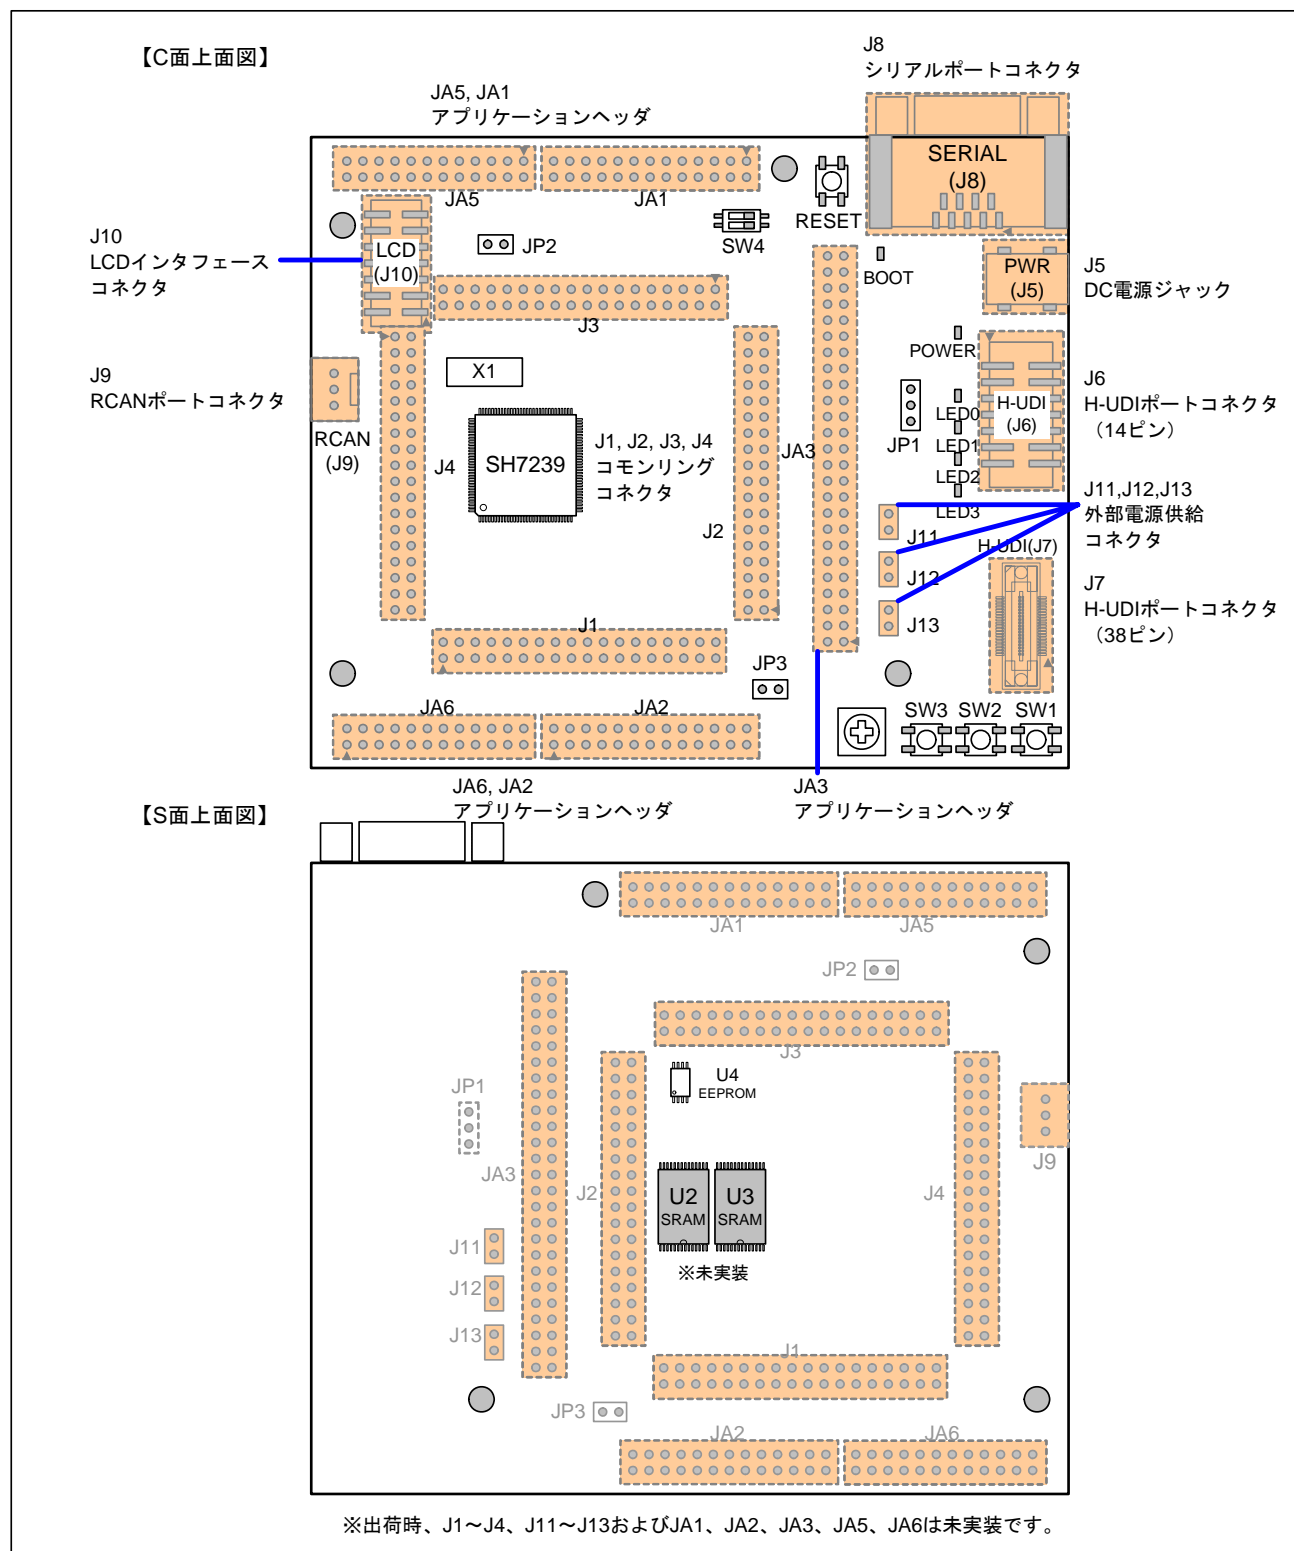 【C面上面図】
J8
シリアルポートコネクタ
JA5, JA1
アプリケーションヘッダ
SERIAL
(J8)
JA5
JA1
RESET
SW4
J10
LCDインタフェース
コネクタ
LCD
(J10)
JP2
BOOT
PWR
(J5)
J5
DC電源ジャック
J3
POWER
X1
J9
RCANポートコネクタ
J6
H-UDIポートコネクタ
（14ピン）
H-UDI
(J6)
LED0
JP1
LED1
LED2
LED3
RCAN
(J9)
J4
SH7239
J1, J2, J3, J4
コモンリング
コネクタ
JA3
J2
J11,J12,J13
外部電源供給
コネクタ
J11
H-UDI(J7)
J12
J13
J7
H-UDIポートコネクタ
（38ピン）
J1
JP3
JA6
JA2
SW3
SW2
SW1
JA6, JA2
アプリケーションヘッダ
JA3
アプリケーションヘッダ
【S面上面図】
JA1
JA5
JP2
J3
U4
EEPROM
JP1
J9
JA3
J2
U2
SRAM
U3
SRAM
J4
※未実装
J11
J12
J13
J1
JP3
JA2
JA6
※出荷時、J1～J4、J11～J13およびJA1、JA2、JA3、JA5、JA6は未実装です。